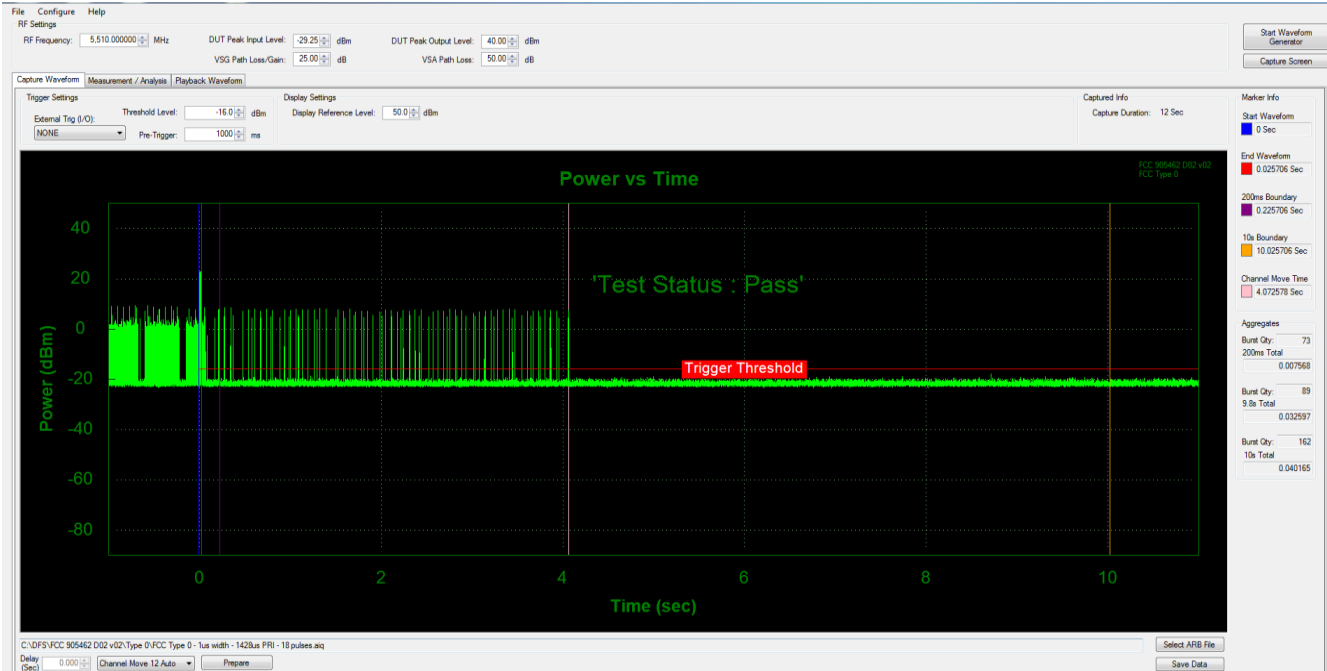 File Configure Help
RF Settings
RF Frequency: 5,510.000000 MHz DUT Peak Input Level: -29.25 dBm DUT Peak Output Level: 40.00 dBm
VSG Path Loss/Gain: 25.00 dB VSA Path Loss: 50.00 dB
Start Waveform
Generator
Capture Screen
Capture Waveform Measurement / Analysis Playback Waveform
Trigger Settings
External Trig (I/O): Threshold Level: -16.0 dBm
NONE Pre-Trigger: 1000 ms
Display Settings
Display Reference Level: 50.0 dBm
Captured Info
Capture Duration: 12 Sec
Marker Info
Start Waveform
0 Sec
End Waveform
0.025706 Sec
200ms Boundary
0.225706 Sec
10s Boundary
10.025706 Sec
Channel Move Time
4.072578 Sec
Aggregates
Burst Qty: 73
200ms Total
0.007568
Burst Qty: 89
9.8s Total
0.032597
Burst Qty: 162
10s Total
0.040165
FCC 905462 D02 v02
FCC Type 0
Power vs Time
'Test Status : Pass'
Trigger Threshold
Power (dBm)
40
20
0
-20
-40
-60
-80
0 2 4 6 8 10
Time (sec)
C:\DFS\FCC 905462 D02 v02\Type 0\FCC Type 0 - 1us width - 1428us PRI - 18 pulses.aiq
Select ARB File
Delay
(Sec) 0.000 Channel Move 12 Auto Prepare
Save Data